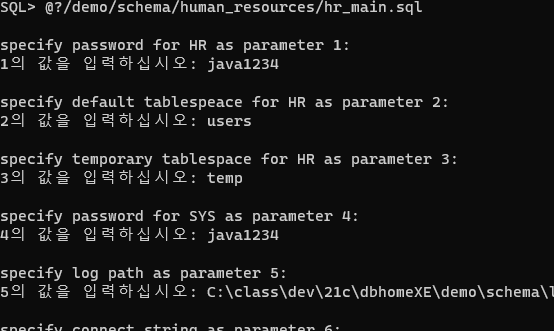 SQL> @?/demo/schema/human_resources/hr_main.sql
specify password for HR as parameter 1:
1의 값을 입력하십시오: java1234
specify default tablespeace for HR as parameter 2:
2의 값을 입력하십시오: users
specify temporary tablespace for HR as parameter 3:
3의 값을 입력하십시오: temp
specify password for SYS as parameter 4:
4의 값을 입력하십시오: java1234
specify log path as parameter 5:
5의 값을 입력하십시오: C:\class\dev\21c\dbhomeXE\demo\schema\l
specify connect string as parameter 6: